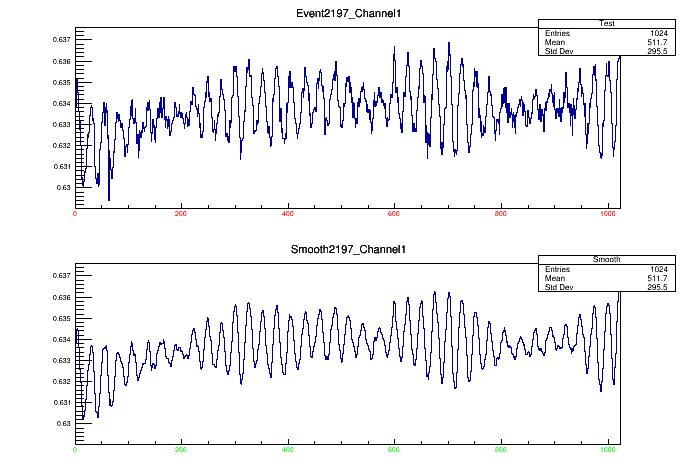 Event2197_Channel1
Test
Entries 1024
Mean 511.7
Std Dev 295.5
0.637
0.636
0.635
0.634
0.633
0.632
0.631
0.63
0 200 400 600 800 1000
Smooth2197_Channel1
Smooth
Entries 1024
Mean 511.7
Std Dev 295.5
0.637
0.636
0.635
0.634
0.633
0.632
0.631
0.63
0 200 400 600 800 1000